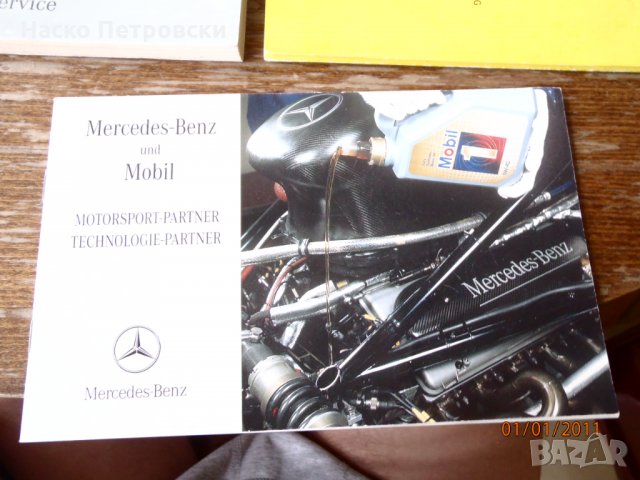 ervice
Наско Петровски
G
Mercedes-Benz
und
Mobil
MOTORSPORT-PARTNER
TECHNOLOGIE-PARTNER
Mercedes-Benz
Mobil
1
Mercedes-Benz
01/01/2011
BAZAR